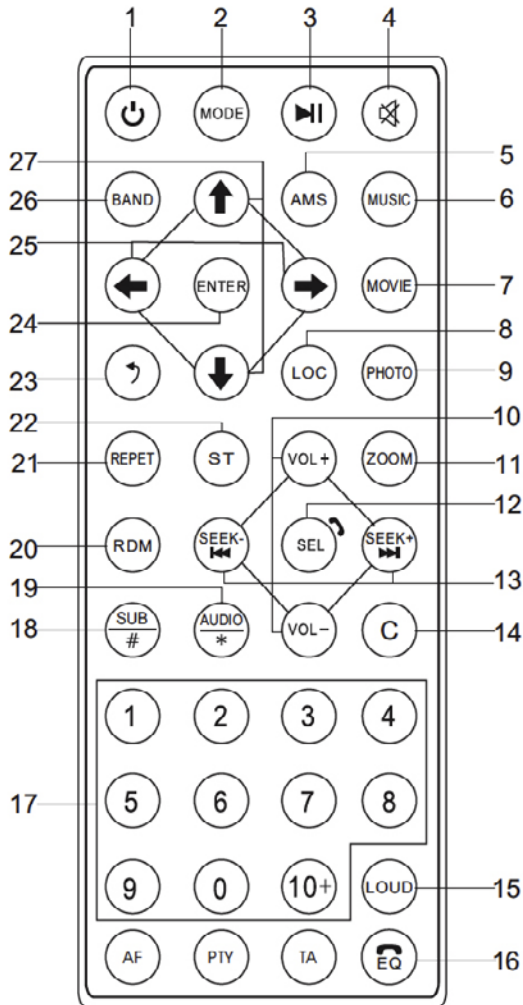 1 2 3 4
MODE
27 5
26 BAND AMS MUSIC 6
25
ENTER MOVIE 7
24 8
23 LOC PHOTO 9
22 10
21 REPET ST VOL+ ZOOM 11
12
20 RDM SEEK- SEL SEEK+
19 13
18 SUB AUDIO VOL- C 14
# *
1 2 3 4
17 5 6 7 8
9 0 10+ LOUD 15
AF PTY TA EQ 16